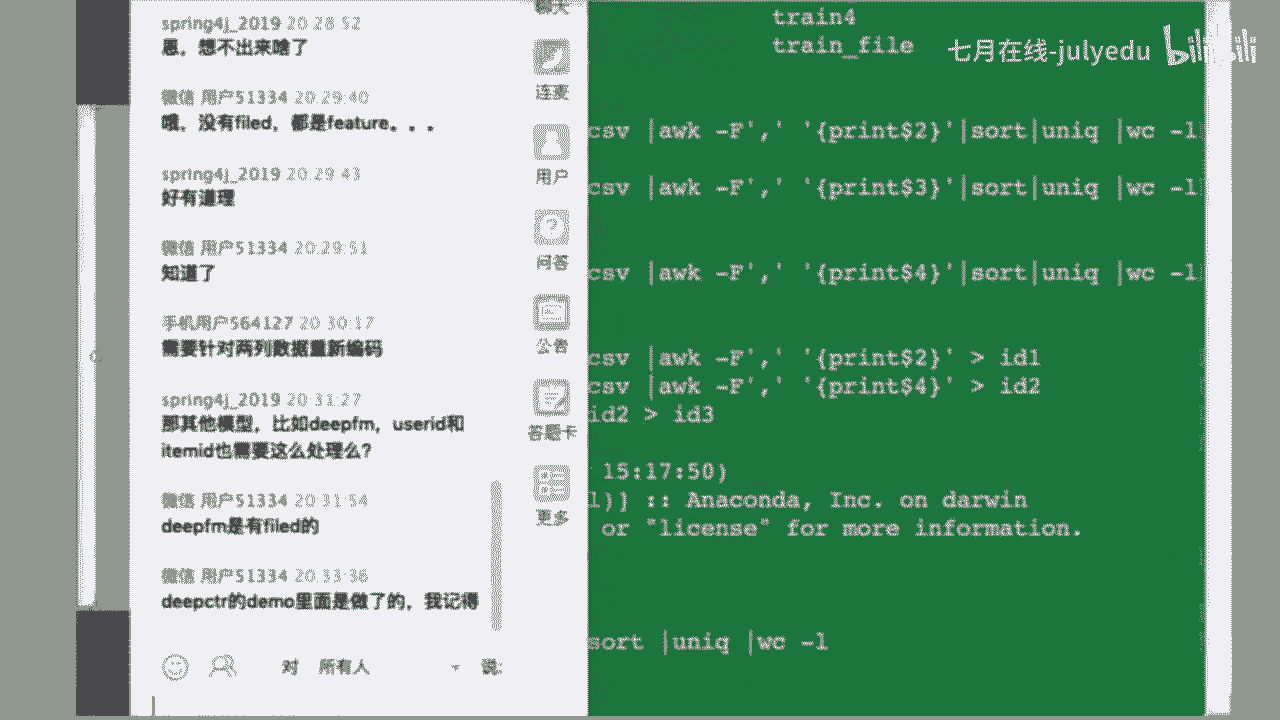 spring4j_2019 20:28:52
恩，想不出来啥了
微信 用户51334 20:29:40
哦，没有filed，都是feature。。。
spring4j_2019 20:29:43
好有道理
微信 用户51334 20:29:51
知道了
手机用户564127 20:30:17
需要针对两列数据重新编码
spring4j_2019 20:31:27
那其他模型，比如deepfm，userid和
itemid也需要这么处理么?
微信 用户51334 20:31:54
deepfm是有filed的
微信 用户51334 20:13:36
deepctr的demo里面是做了的，我记得
对 所有人 说:
聊天
连麦
用户
问答
公告
答题卡
更多
train4
train_file
七月在线-julyedu bilibili
csv |awk -F',' '{print$2}'|sort|uniq |wc -l
csv |awk -F',' '{print$3}'|sort|uniq |wc -l
csv |awk -F',' '{print$4}'|sort|uniq |wc -l
csv |awk -F',' '{print$2}' > id1
csv |awk -F',' '{print$4}' > id2
id2 > id3
15:17:50)
l)] :: Anaconda, Inc. on darwin
or "license" for more information.
sort |uniq |wc -l